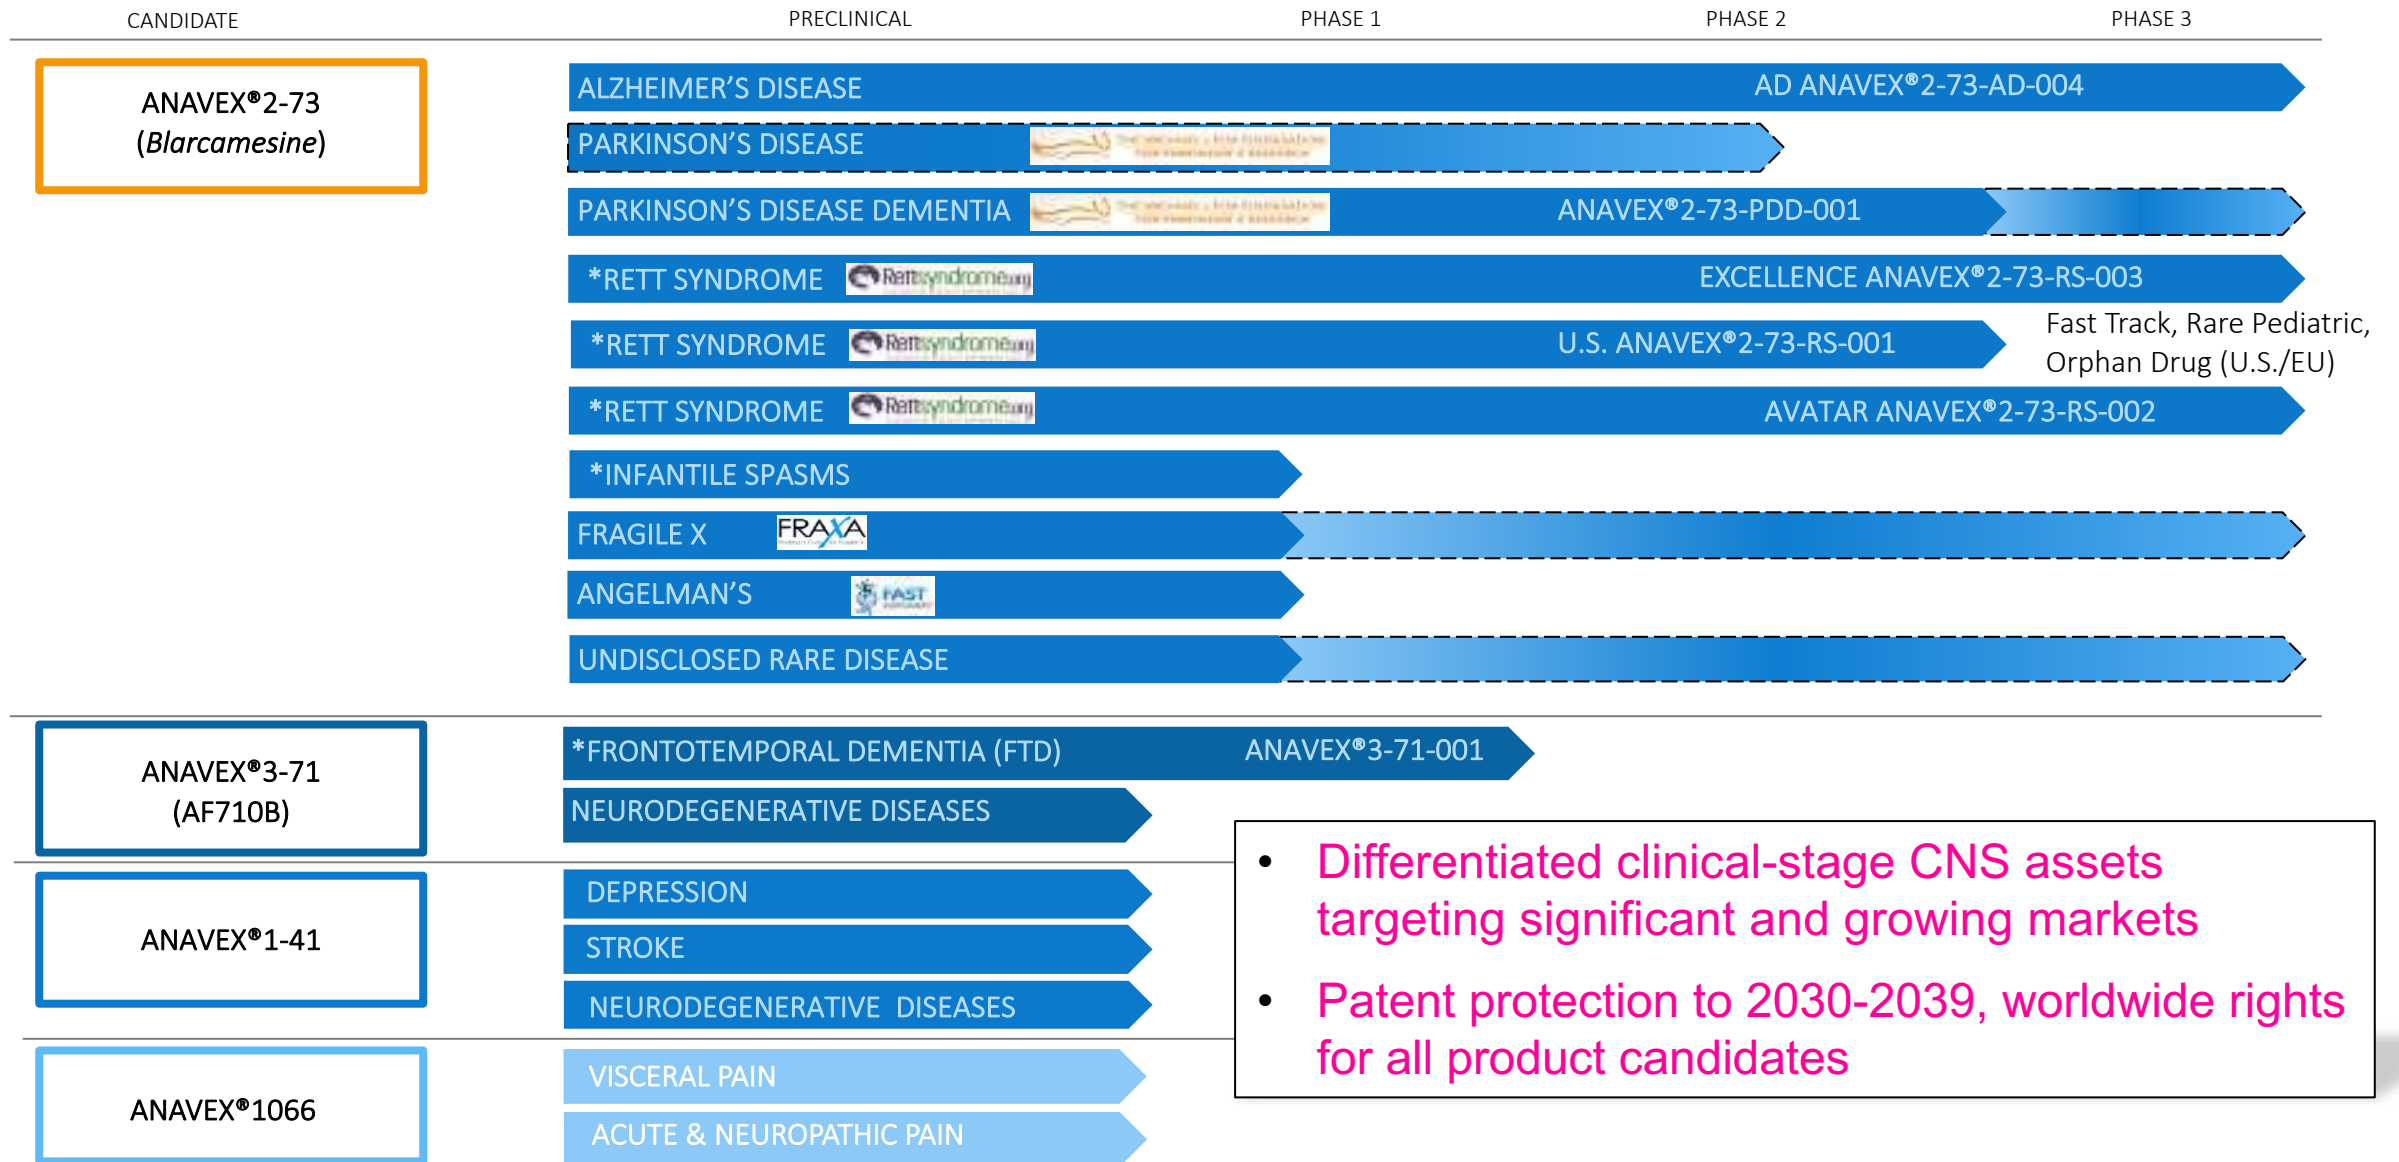 CANDIDATE PRECLINICAL PHASE 1 PHASE 2 PHASE 3
ANAVEX®2-73
(Blarcamesine)
ALZHEIMER’S DISEASE AD ANAVEX®2-73-AD-004
PARKINSON’S DISEASE
PARKINSON’S DISEASE DEMENTIA ANAVEX®2-73-PDD-001
*RETT SYNDROME Rettsyndrome.org EXCELLENCE ANAVEX®2-73-RS-003
*RETT SYNDROME Rettsyndrome.org U.S. ANAVEX®2-73-RS-001
Fast Track, Rare Pediatric,
Orphan Drug (U.S./EU)
*RETT SYNDROME Rettsyndrome.org AVATAR ANAVEX®2-73-RS-002
*INFANTILE SPASMS
FRAGILE X FRAXA
ANGELMAN’S FAST
UNDISCLOSED RARE DISEASE
ANAVEX®3-71
(AF710B)
*FRONTOTEMPORAL DEMENTIA (FTD) ANAVEX®3-71-001
NEURODEGENERATIVE DISEASES
ANAVEX®1-41
DEPRESSION
STROKE
NEURODEGENERATIVE DISEASES
ANAVEX®1066
VISCERAL PAIN
ACUTE & NEUROPATHIC PAIN
• Differentiated clinical-stage CNS assets
targeting significant and growing markets
• Patent protection to 2030-2039, worldwide rights
for all product candidates